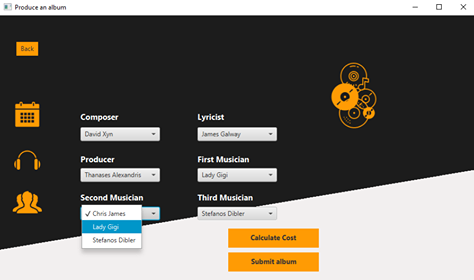 Produce an album
Back
Composer
Lyricist
David Xyn
James Galway
Producer
First Musician
Thanases Alexandris
Lady Gigi
Second Musician
Third Musician
Chris James
Stefanos Dibler
Lady Gigi
Stefanos Dibler
Calculate Cost
Submit album